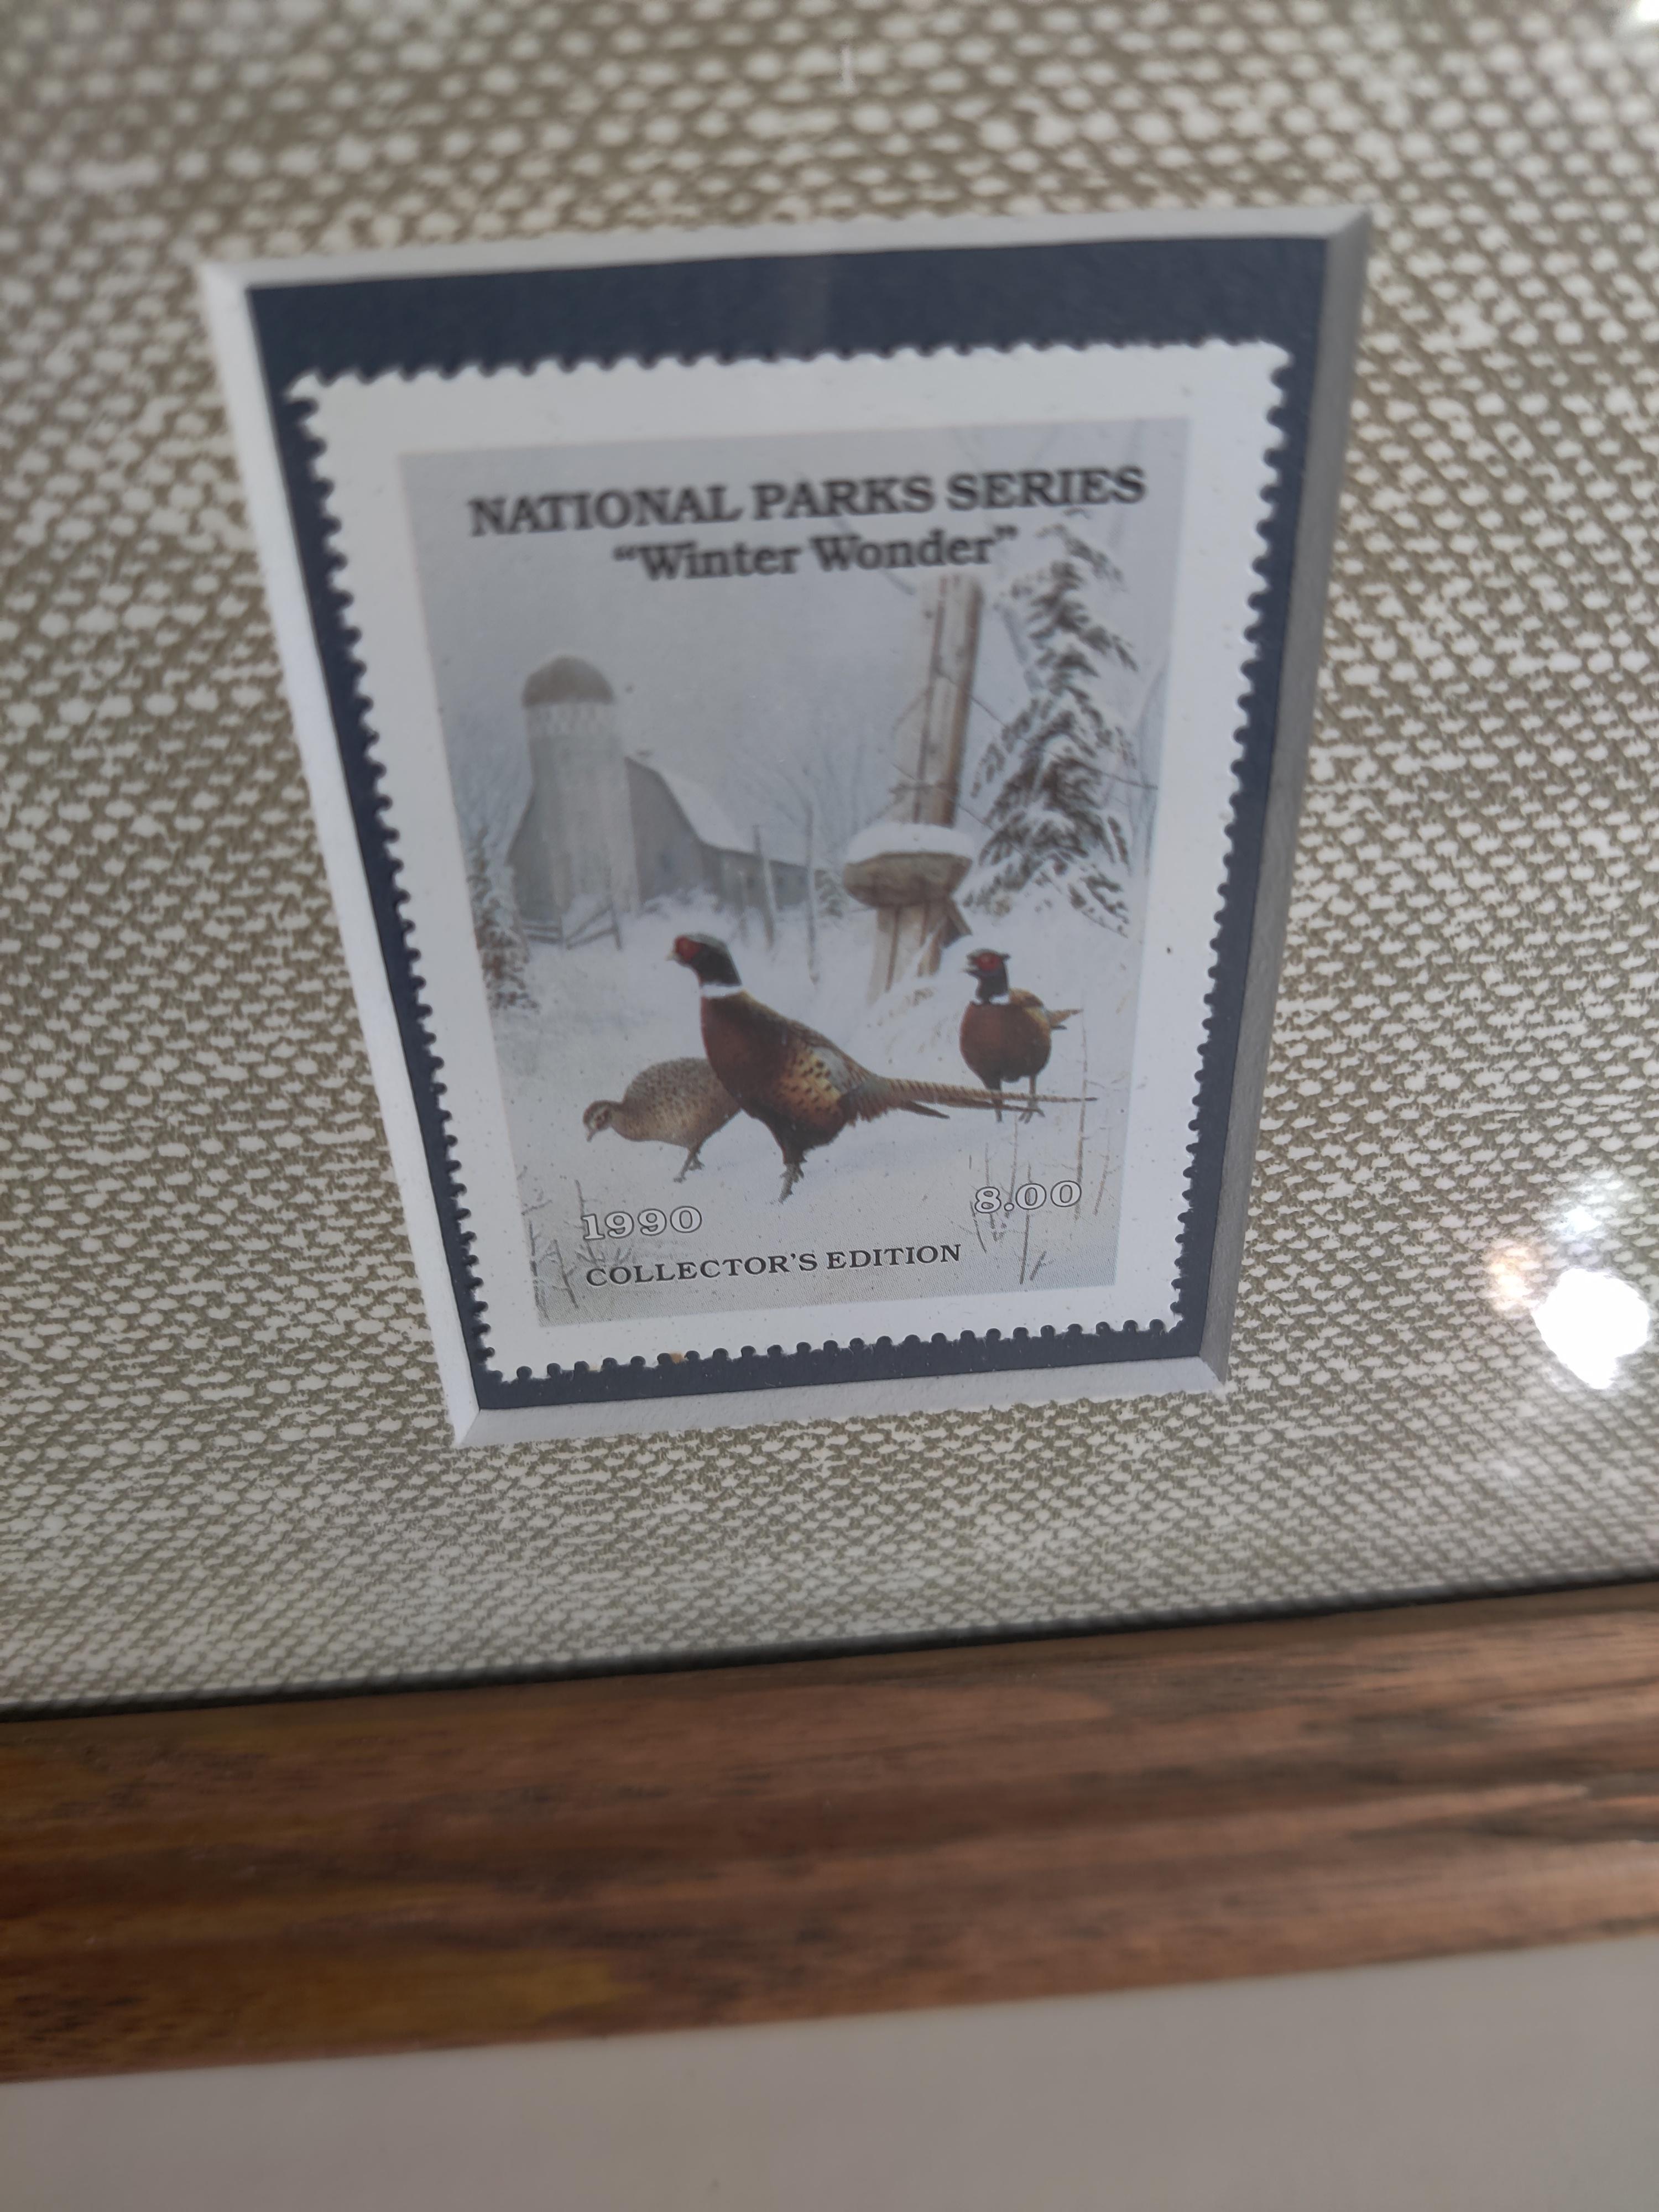 NATIONAL PARKS SERIES
“Winter Wonder”
1990
8.00
COLLECTOR'S EDITION